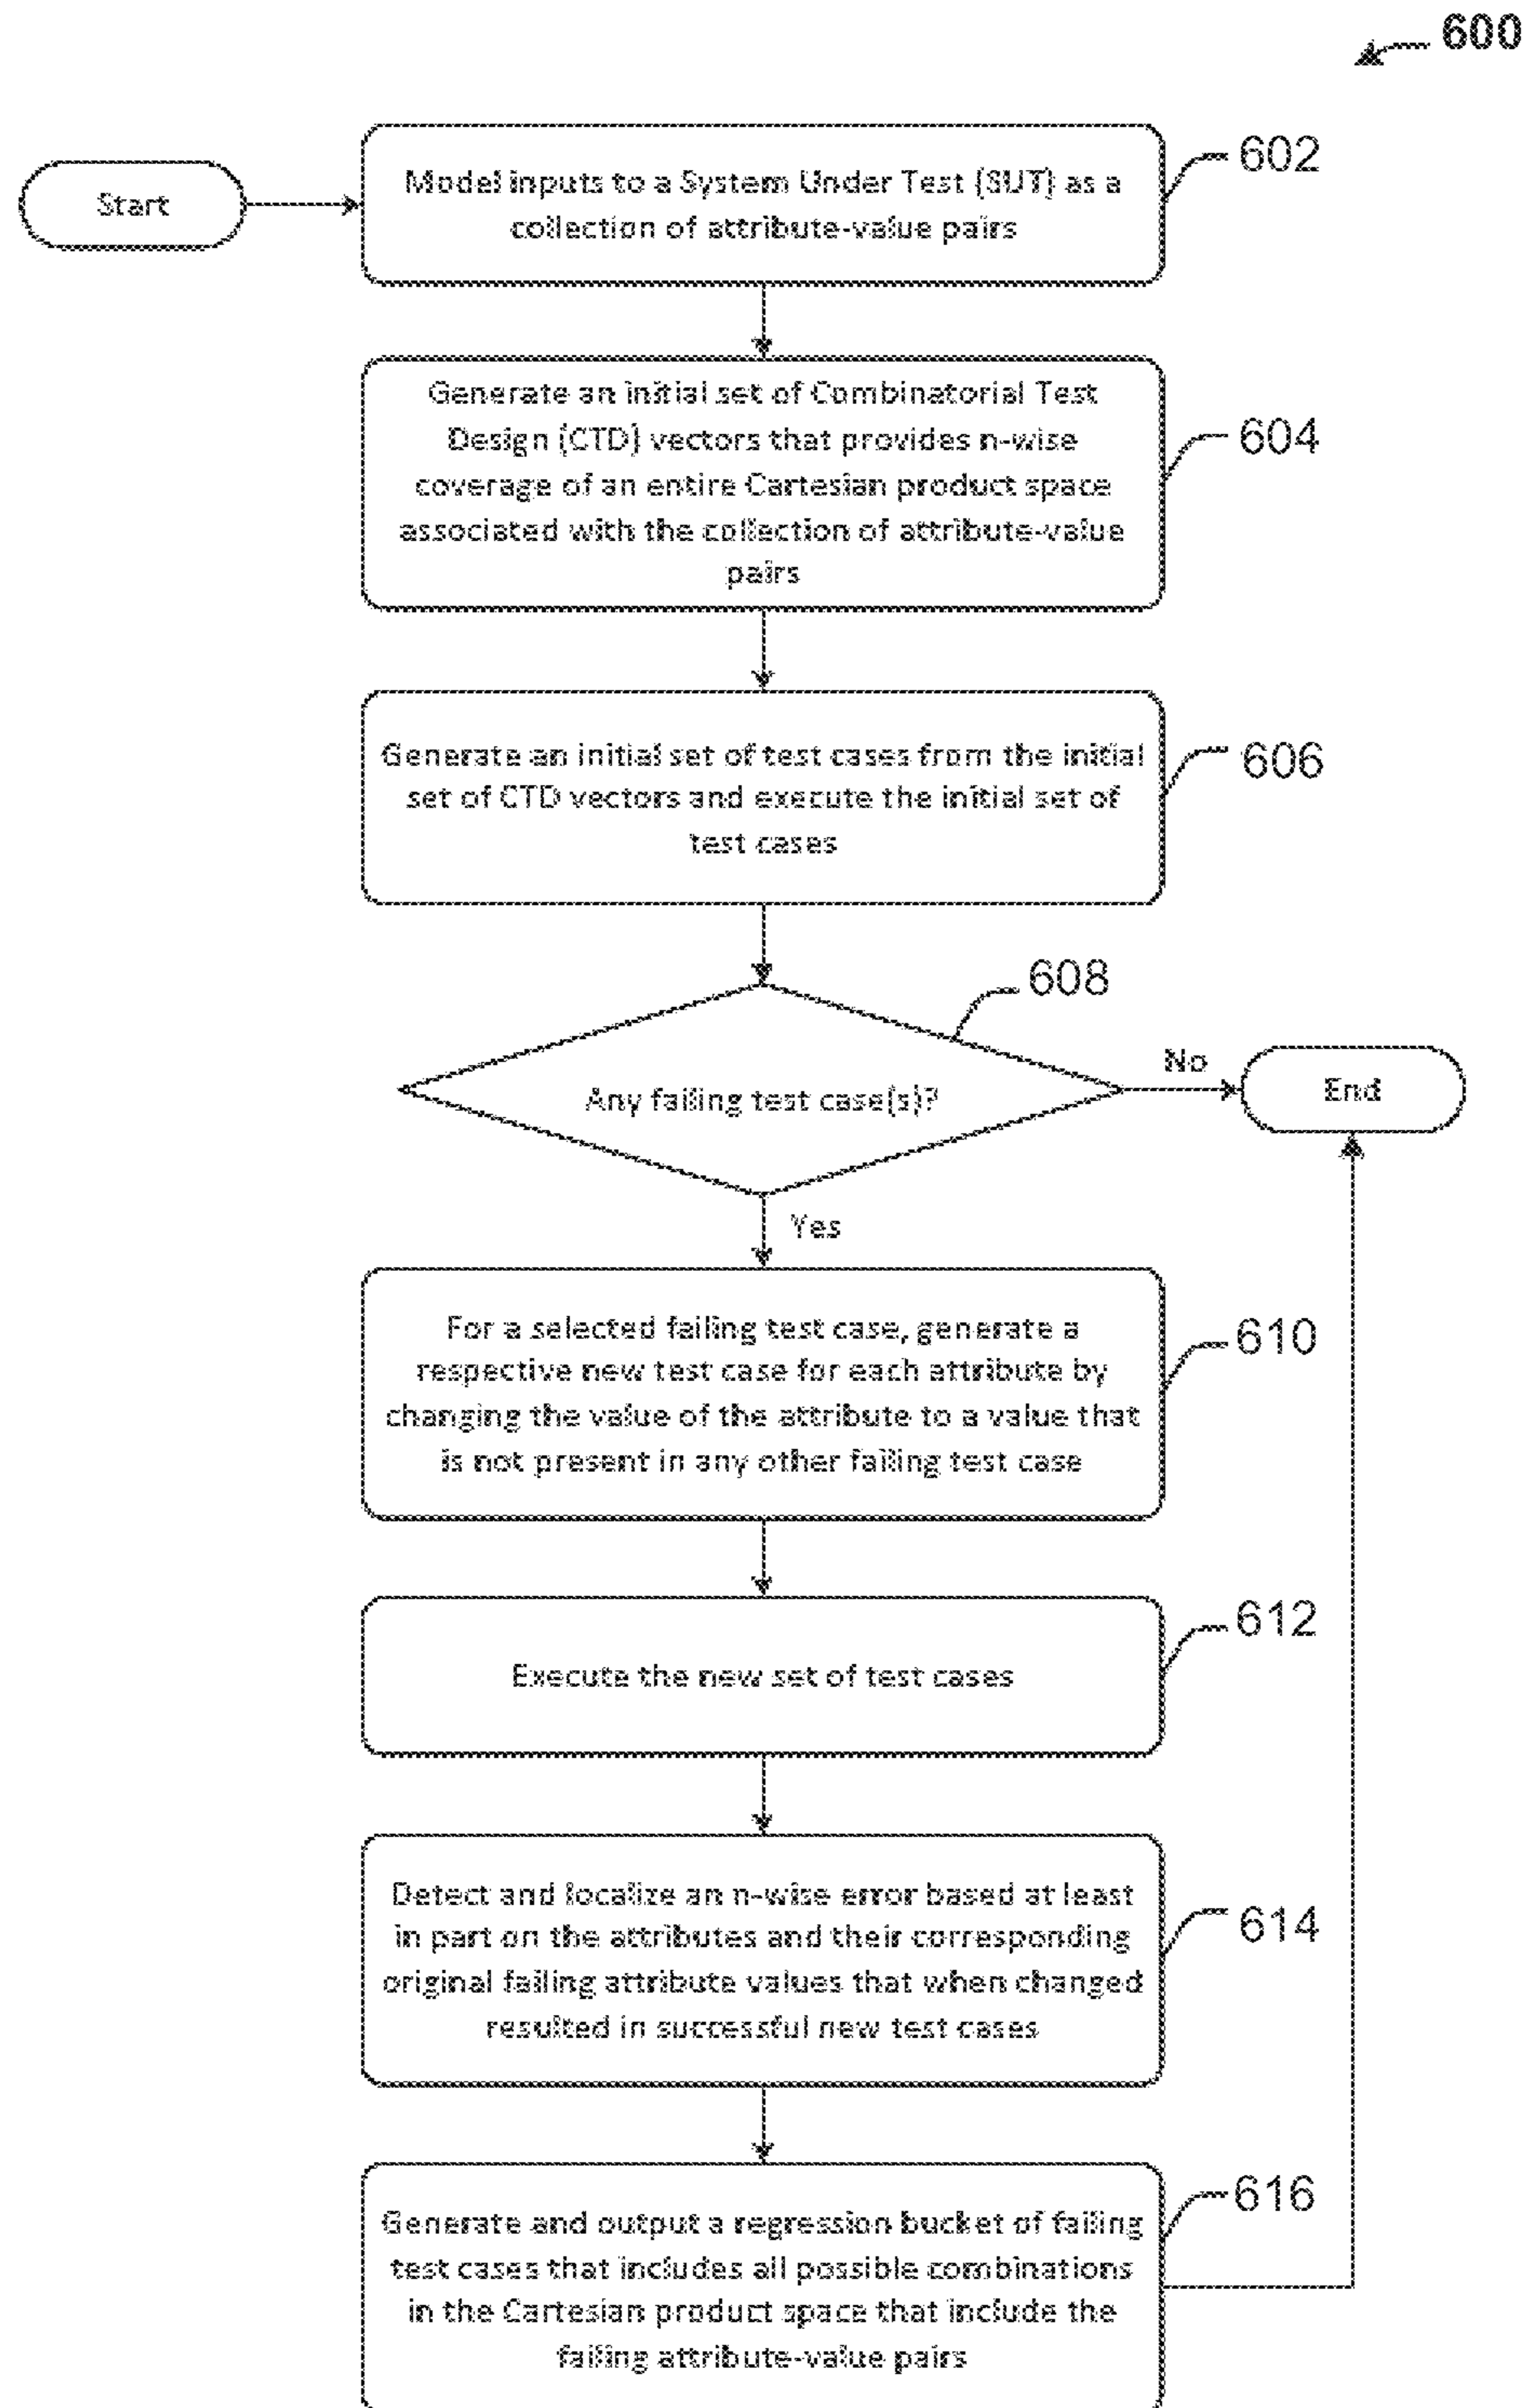 600
Start
Model inputs to a System Under Test (SUT) as a
collection of attribute-value pairs
602
Generate an initial set of Combinatorial Test
Design (CTD) vectors that provides n-wise
coverage of an entire Cartesian product space
associated with the collection of attribute-value
pairs
604
Generate an initial set of test cases from the initial
set of CTD vectors and execute the initial set of
test cases
606
608
Any failing test case(s)?
No
End
Yes
For a selected failing test case, generate a
respective new test case for each attribute by
changing the value of the attribute to a value that
is not present in any other failing test case
610
Execute the new set of test cases
612
Detect and localize an n-wise error based at least
in part on the attributes and their corresponding
original failing attribute values that when changed
resulted in successful new test cases
614
Generate and output a regression bucket of failing
test cases that includes all possible combinations
in the Cartesian product space that include the
failing attribute-value pairs
616